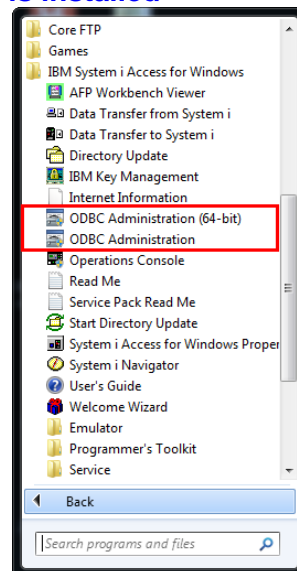 is installed
Core FTP
Games
IBM System i Access for Windows
AFP Workbench Viewer
Data Transfer from System i
Data Transfer to System i
Directory Update
IBM Key Management
Internet Information
ODBC Administration (64-bit)
ODBC Administration
Operations Console
Read Me
Service Pack Read Me
Start Directory Update
System i Access for Windows Proper
System i Navigator
User's Guide
Welcome Wizard
Emulator
Programmer's Toolkit
Service
Back
Search programs and files